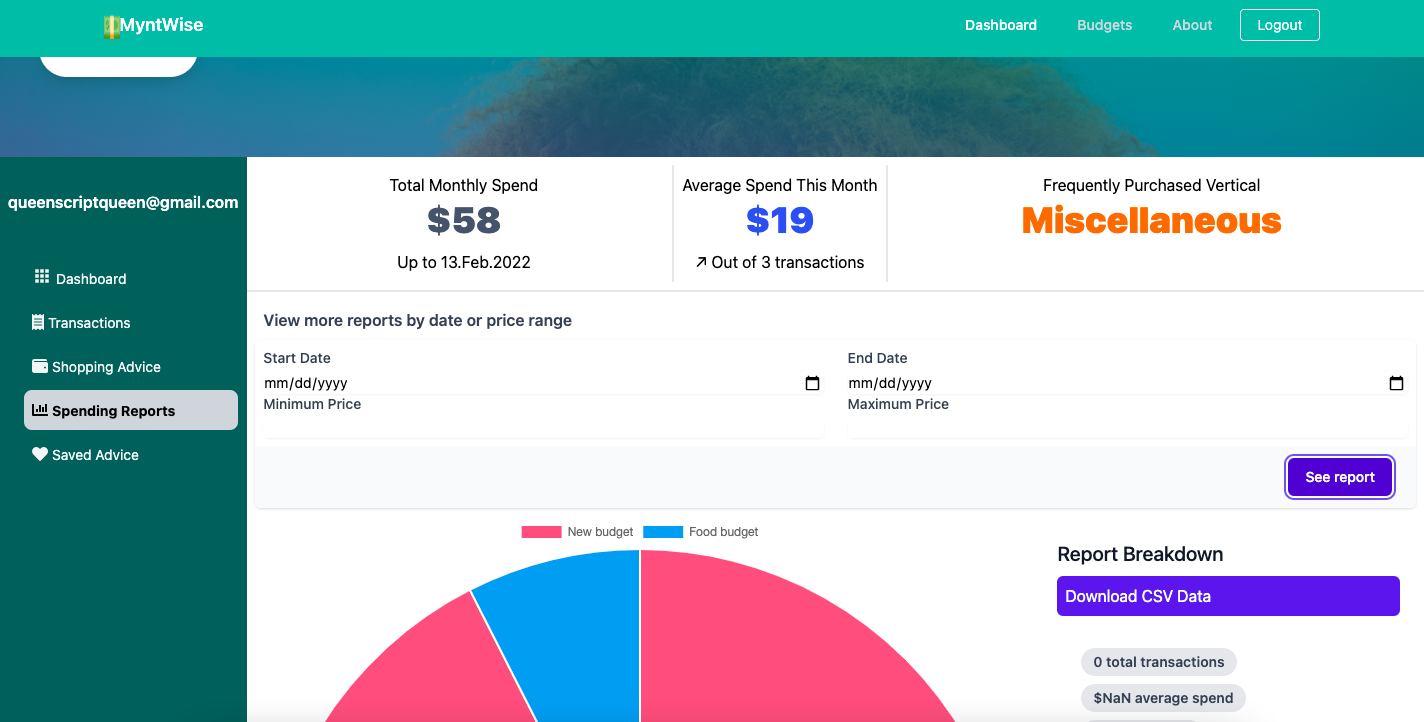 MyntWise
Dashboard Budgets About Logout
queenscriptqueen@gmail.com
Dashboard
Transactions
Shopping Advice
Spending Reports
Saved Advice
Total Monthly Spend
$58
Up to 13.Feb.2022
Average Spend This Month
$19
Out of 3 transactions
Frequently Purchased Vertical
Miscellaneous
View more reports by date or price range
Start Date
mm/dd/yyyy
End Date
mm/dd/yyyy
Minimum Price
Maximum Price
See report
New budget Food budget
Report Breakdown
Download CSV Data
0 total transactions
$NaN average spend